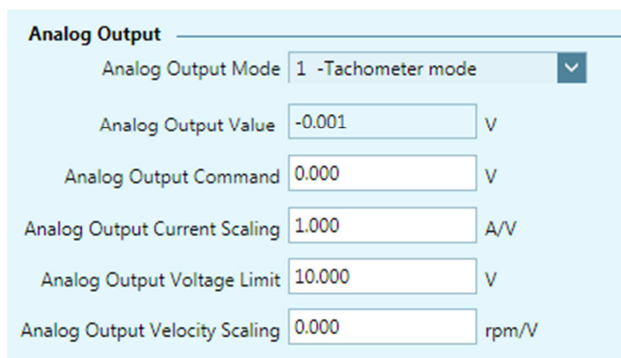 Analog Output
Analog Output Mode 1 -Tachometer mode
Analog Output Value -0.001 V
Analog Output Command 0.000 V
Analog Output Current Scaling 1.000 A/V
Analog Output Voltage Limit 10.000 V
Analog Output Velocity Scaling 0.000 rpm/V